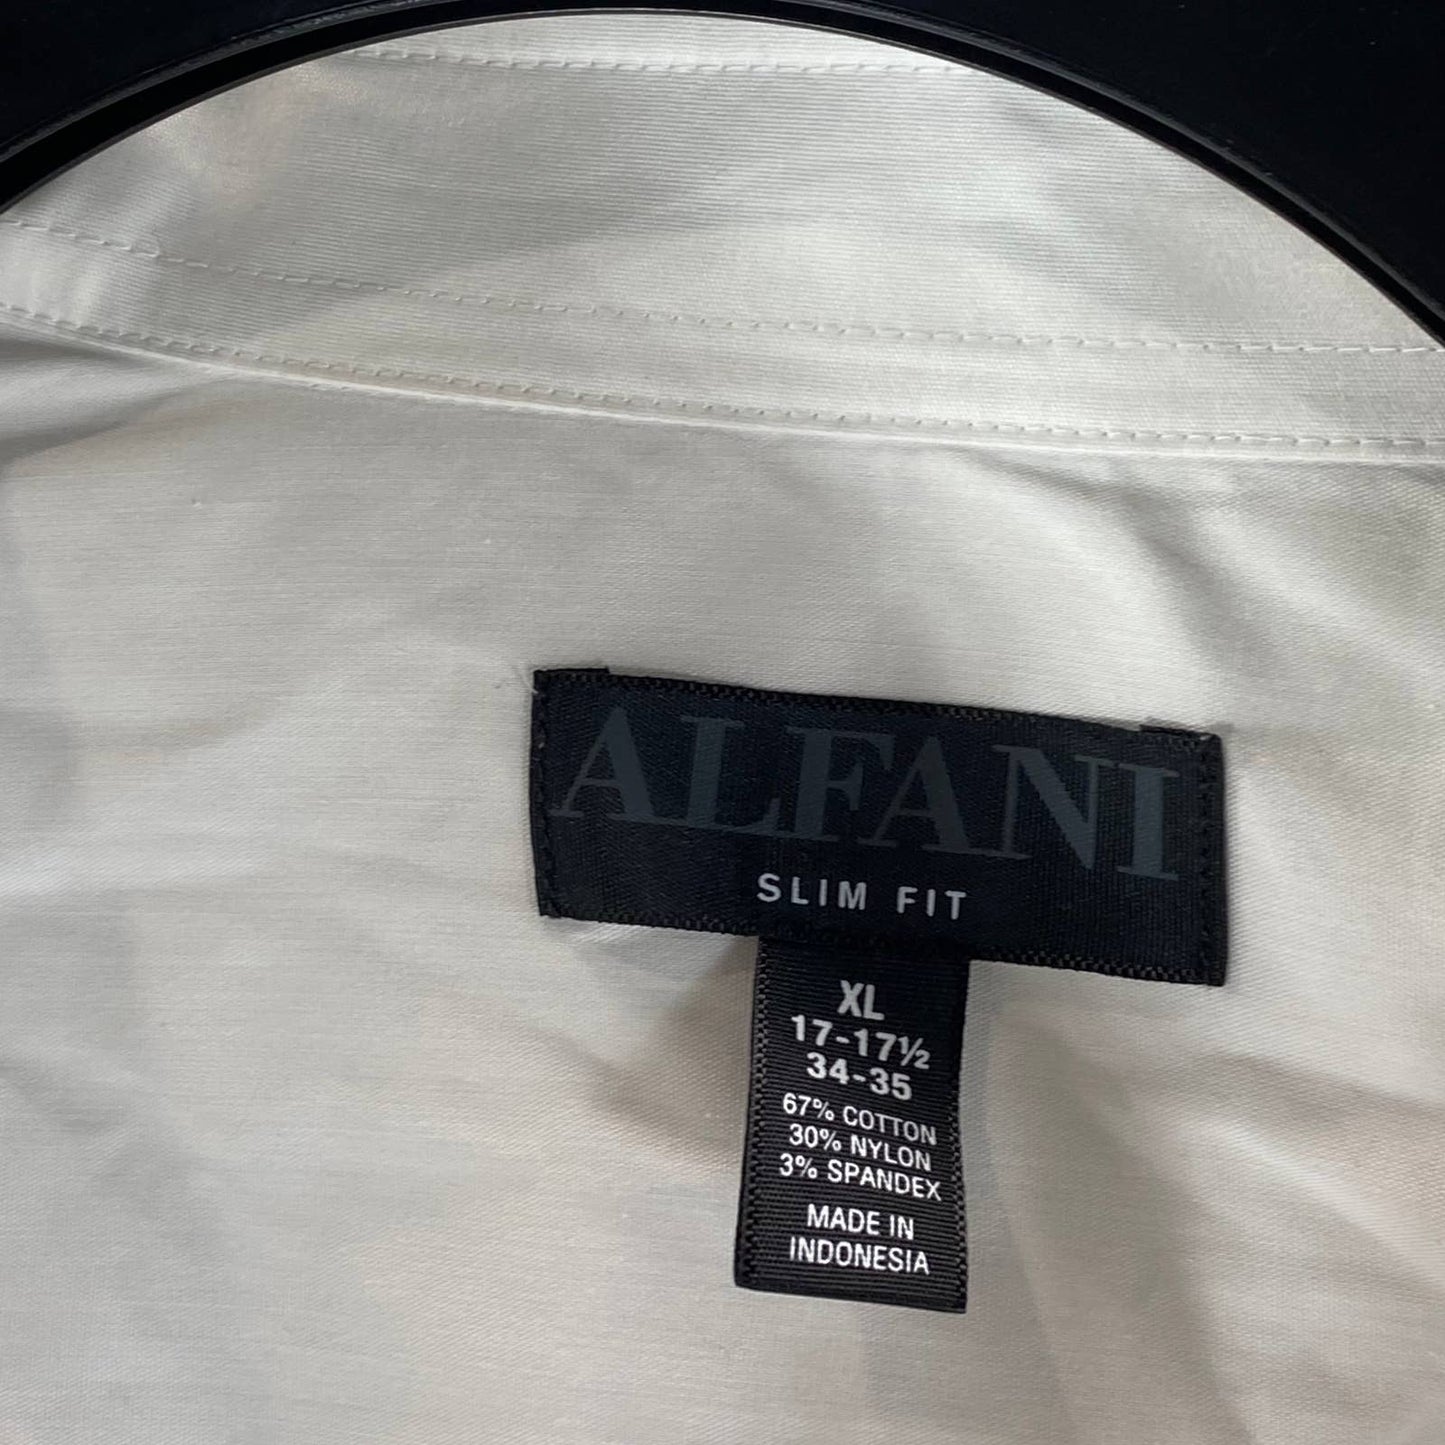 ALFANI
SLIM FIT
XL
17-17½
34-35
67% COTTON
30% NYLON
3% SPANDEX
MADE IN
INDONESIA